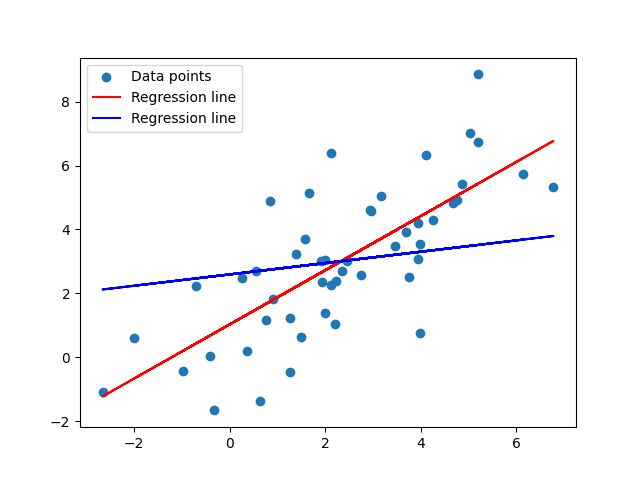 Data points
Regression line
Regression line
8
6
4
2
0
−2
−2 0 2 4 6